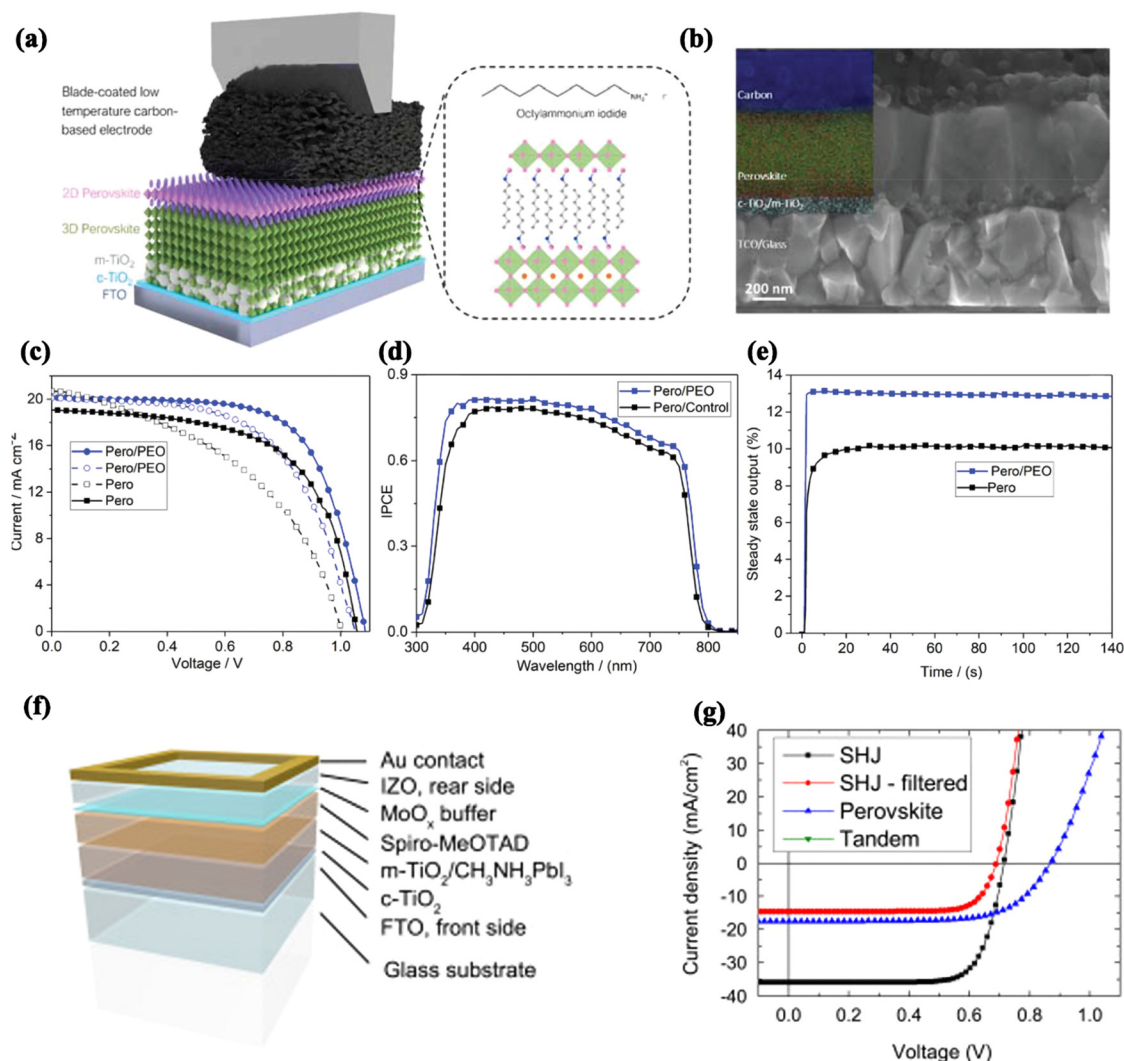 (a)
Blade-coated low
temperature carbon-
based electrode
2D Perovskite
3D Perovskite
m-TiO₂
c-TiO₂
FTO
NH₃⁺ I⁻
Octylammonium iodide
(b)
Carbon
Perovskite
c-TiO₂/m-TiO₂
TCO/Glass
200 nm
(c)
Current / mA cm⁻²
20
16
12
8
4
0
Pero/PEO
Pero/PEO
Pero
Pero
0.0 0.2 0.4 0.6 0.8 1.0
Voltage / V
(d)
IPCE
0.9
0.6
0.3
0.0
Pero/PEO
Pero/Control
300 400 500 600 700 800
Wavelength / (nm)
(e)
Steady state output (%)
14
13
12
10
8
6
4
2
0
Pero/PEO
Pero
0 20 40 60 80 100 120 140
Time / (s)
(f)
Au contact
IZO, rear side
MoOₓ buffer
Spiro-MeOTAD
m-TiO₂/CH₃NH₃PbI₃
c-TiO₂
FTO, front side
Glass substrate
(g)
Current density (mA/cm²)
40
30
20
10
0
-10
-20
-30
-40
SHJ
SHJ - filtered
Perovskite
Tandem
0.0 0.2 0.4 0.6 0.8 1.0
Voltage (V)